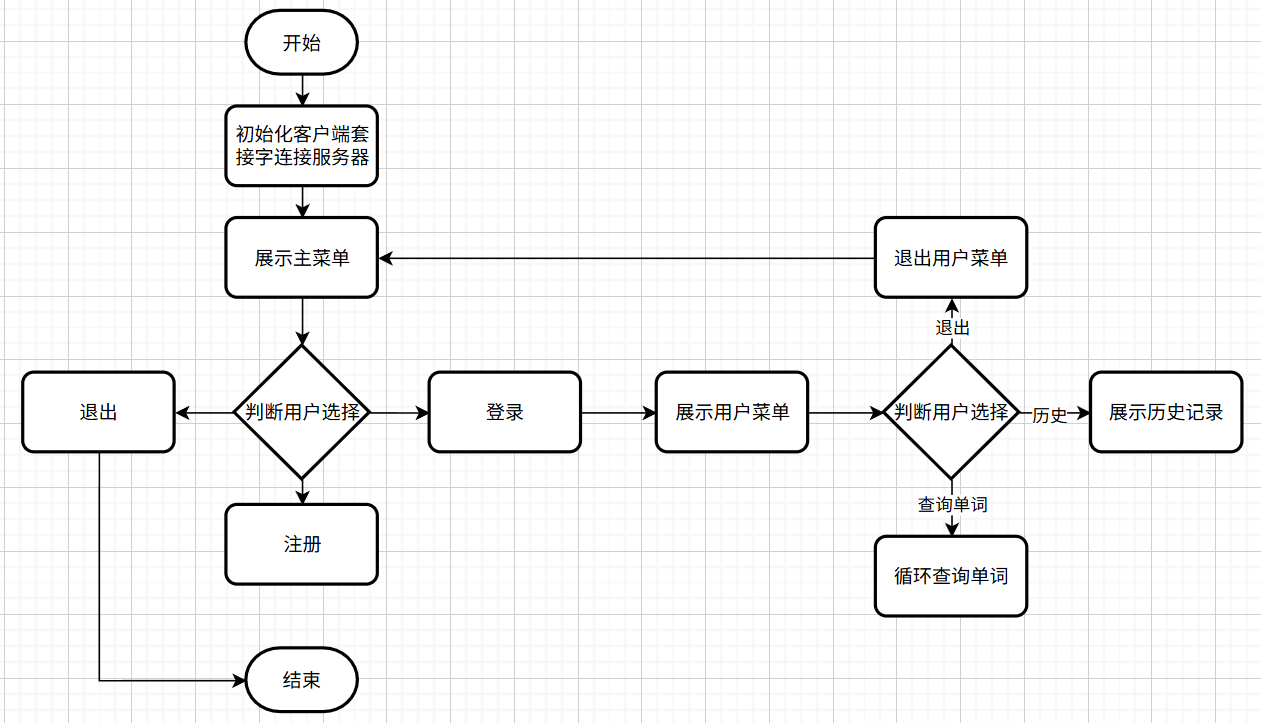 开始
初始化客户端套
接字连接服务器
展示主菜单
退出用户菜单
退出
退出
判断用户选择
登录
展示用户菜单
判断用户选择
历史
展示历史记录
查询单词
注册
循环查询单词
结束